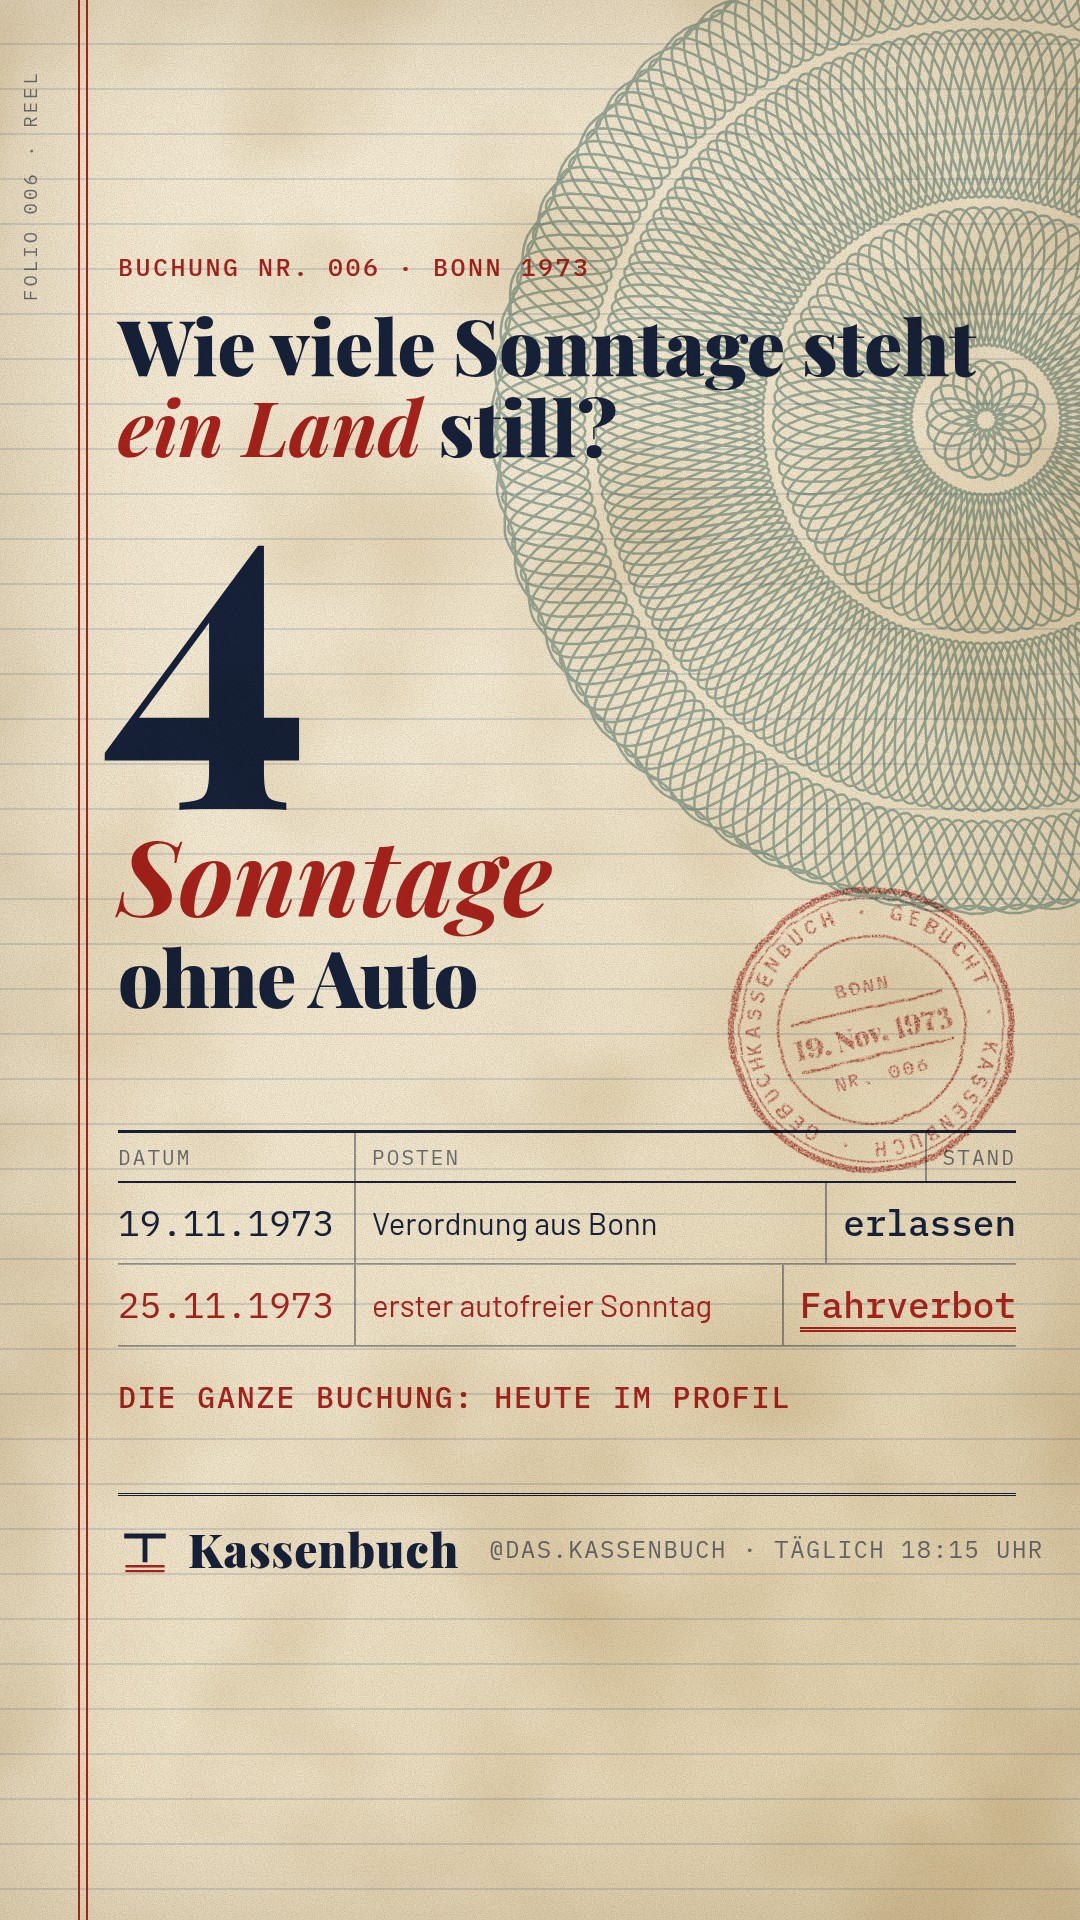 FOLIO 006 · REEL
BUCHUNG NR. 006 · BONN 1973
Wie viele Sonntage steht
ein Land still?
4
Sonntage
ohne Auto
KASSENBUCH · GEBUCHT · KASSENBUCH · GEBUCH
BONN
19. Nov. 1973
NR. 006
DATUM POSTEN STAND
19.11.1973 Verordnung aus Bonn erlassen
25.11.1973 erster autofreier Sonntag Fahrverbot
DIE GANZE BUCHUNG: HEUTE IM PROFIL
Kassenbuch @DAS.KASSENBUCH · TÄGLICH 18:15 UHR